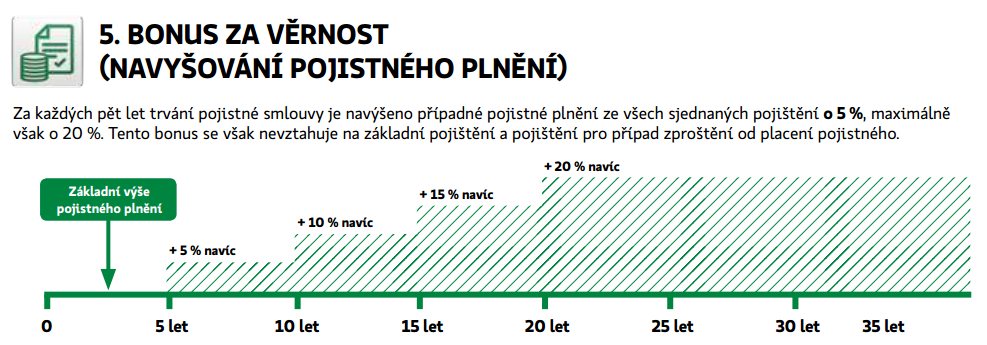 5. BONUS ZA VĚRNOST
(NAVYŠOVÁNÍ POJISTNÉHO PLNĚNÍ)
Za každých pět let trvání pojistné smlouvy je navýšeno případné pojistné plnění ze všech sjednaných pojištění o 5 %, maximálně
však o 20 %. Tento bonus se však nevztahuje na základní pojištění a pojištění pro případ zproštění od placení pojistného.
Základní výše
pojistného plnění
+ 5 % navíc
+ 10 % navíc
+ 15 % navíc
+ 20 % navíc
0
5 let
10 let
15 let
20 let
25 let
30 let
35 let